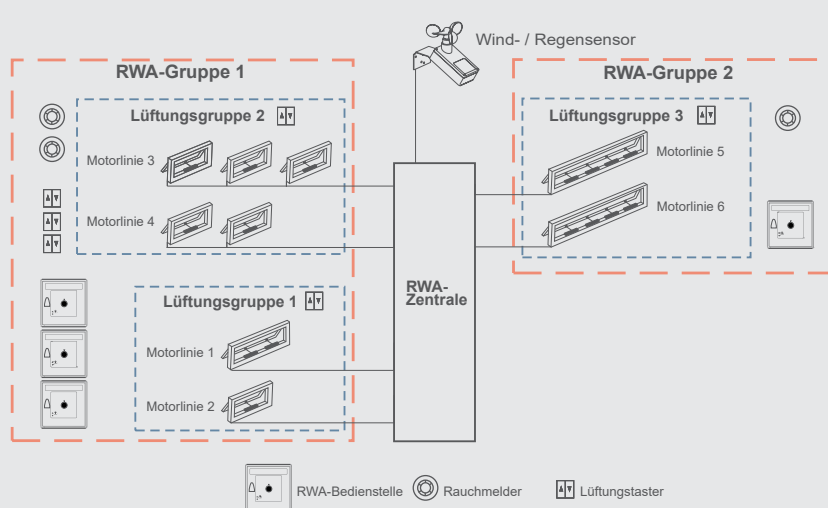 Wind- / Regensensor
RWA-Gruppe 1
Lüftungsgruppe 2
Motorlinie 3
Motorlinie 4
Lüftungsgruppe 1
Motorlinie 1
Motorlinie 2
RWA-
Zentrale
RWA-Gruppe 2
Lüftungsgruppe 3
Motorlinie 5
Motorlinie 6
RWA-Bedienstelle
Rauchmelder
Lüftungstaster